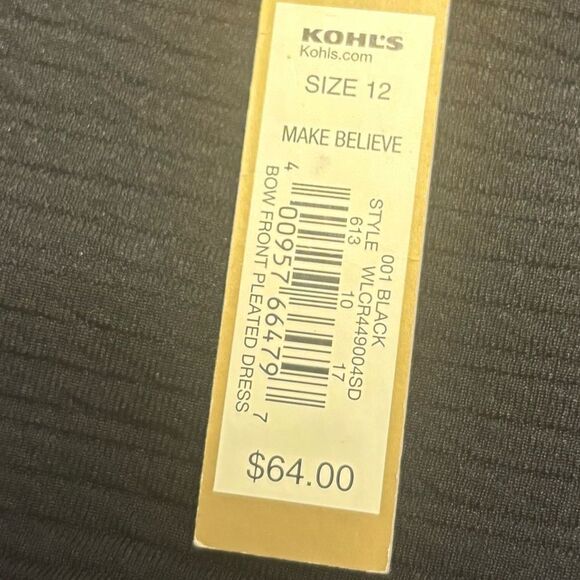 KOHL'S
Kohls.com
SIZE 12
MAKE BELIEVE
001 BLACK
STYLE WLCR449004SD
613 10 17
4 00957 66479 7
BOW FRONT PLEATED DRESS
$64.00